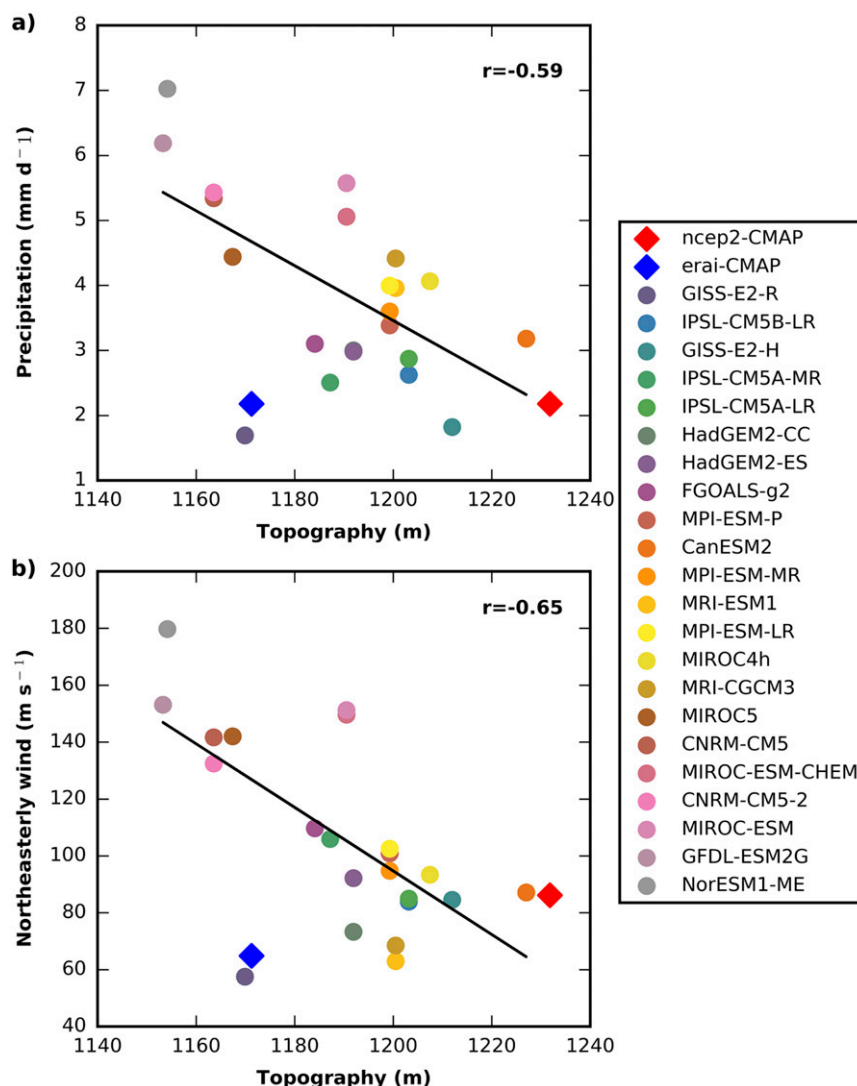 a)
8
7
6
5
4
3
2
1
Precipitation (mm d⁻¹)
r=-0.59
1140 1160 1180 1200 1220 1240
Topography (m)
b)
200
180
160
140
120
100
80
60
40
Northeasterly wind (m s⁻¹)
r=-0.65
1140 1160 1180 1200 1220 1240
Topography (m)
ncep2-CMAP
erai-CMAP
GISS-E2-R
IPSL-CM5B-LR
GISS-E2-H
IPSL-CM5A-MR
IPSL-CM5A-LR
HadGEM2-CC
HadGEM2-ES
FGOALS-g2
MPI-ESM-P
CanESM2
MPI-ESM-MR
MRI-ESM1
MPI-ESM-LR
MIROC4h
MRI-CGCM3
MIROC5
CNRM-CM5
MIROC-ESM-CHEM
CNRM-CM5-2
MIROC-ESM
GFDL-ESM2G
NorESM1-ME